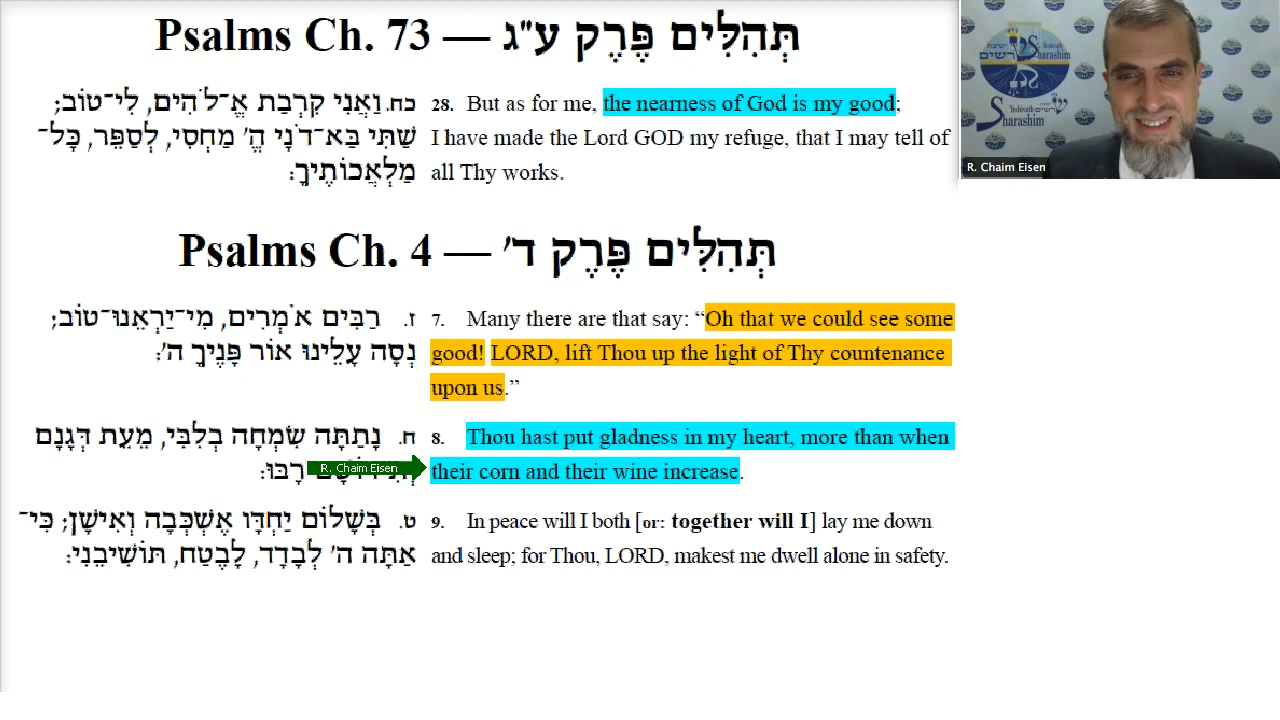 Psalms Ch. 73 — תְּהִלִּים פֶּרֶק ע"ג
כח. וַאֲנִי קִרְבַת אֱ־לֹהִים, לִי־טוֹב;
שַׁתִּי בַּא־דֹנָי הֱ' מַחְסִי, לְסַפֵּר, כָּל־
מַלְאֲכוֹתֶיךָ:
28. But as for me, the nearness of God is my good;
I have made the Lord GOD my refuge, that I may tell of
all Thy works.
Psalms Ch. 4 — תְּהִלִּים פֶּרֶק ד'
ז. רַבִּים אֹמְרִים, מִי־יַרְאֵנוּ־טוֹב;
נְסָה עָלֵינוּ אוֹר פָּנֶיךָ ה':
7. Many there are that say: “Oh that we could see some
good! LORD, lift Thou up the light of Thy countenance
upon us.”
ח. נָתַתָּה שִׂמְחָה בְלִבִּי, מֵעֵת דְּגָנָם
רָבּוּ:
R. Chaim Eisen
8. Thou hast put gladness in my heart, more than when
their corn and their wine increase.
ט. בְּשָׁלוֹם יַחְדָּו אֶשְׁכְּבָה וְאִישָׁן; כִּי־
אַתָּה ה' לְבָדָד, לָבֶטַח, תּוֹשִׁיבֵנִי:
9. In peace will I both [or: together will I] lay me down
and sleep; for Thou, LORD, makest me dwell alone in safety.
ישיבת
שרשים
Yeshivath
Sharashim
Yeshivath
Sharashim
R. Chaim Eisen